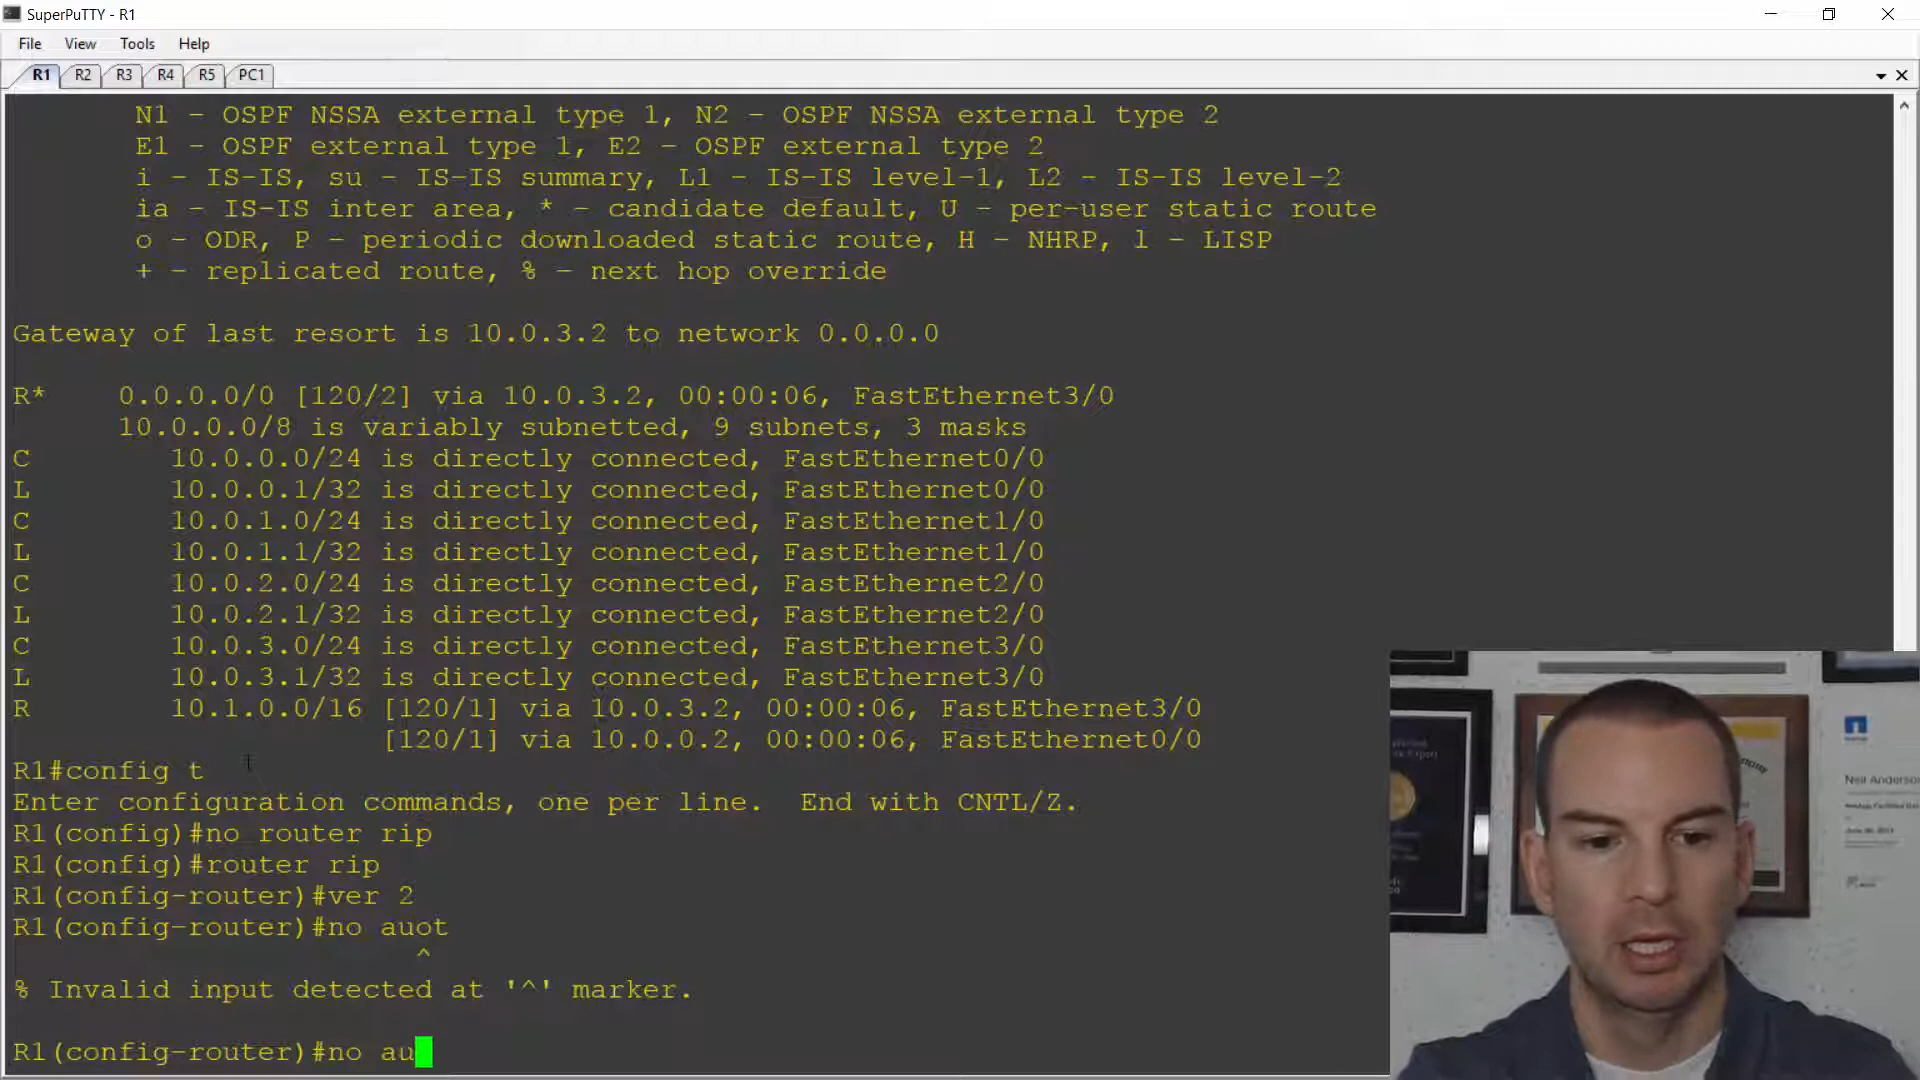 SuperPuTTY - R1
File View Tools Help
R1 R2 R3 R4 R5 PC1
N1 - OSPF NSSA external type 1, N2 - OSPF NSSA external type 2
E1 - OSPF external type 1, E2 - OSPF external type 2
i - IS-IS, su - IS-IS summary, L1 - IS-IS level-1, L2 - IS-IS level-2
ia - IS-IS inter area, * - candidate default, U - per-user static route
o - ODR, P - periodic downloaded static route, H - NHRP, l - LISP
+ - replicated route, % - next hop override
Gateway of last resort is 10.0.3.2 to network 0.0.0.0
R* 0.0.0.0/0 [120/2] via 10.0.3.2, 00:00:06, FastEthernet3/0
10.0.0.0/8 is variably subnetted, 9 subnets, 3 masks
C 10.0.0.0/24 is directly connected, FastEthernet0/0
L 10.0.0.1/32 is directly connected, FastEthernet0/0
C 10.0.1.0/24 is directly connected, FastEthernet1/0
L 10.0.1.1/32 is directly connected, FastEthernet1/0
C 10.0.2.0/24 is directly connected, FastEthernet2/0
L 10.0.2.1/32 is directly connected, FastEthernet2/0
C 10.0.3.0/24 is directly connected, FastEthernet3/0
L 10.0.3.1/32 is directly connected, FastEthernet3/0
R 10.1.0.0/16 [120/1] via 10.0.3.2, 00:00:06, FastEthernet3/0
[120/1] via 10.0.0.2, 00:00:06, FastEthernet0/0
R1#config t
Enter configuration commands, one per line. End with CNTL/Z.
R1(config)#no router rip
R1(config)#router rip
R1(config-router)#ver 2
R1(config-router)#no auot
^
% Invalid input detected at '^' marker.
R1(config-router)#no au
Neil Anderso